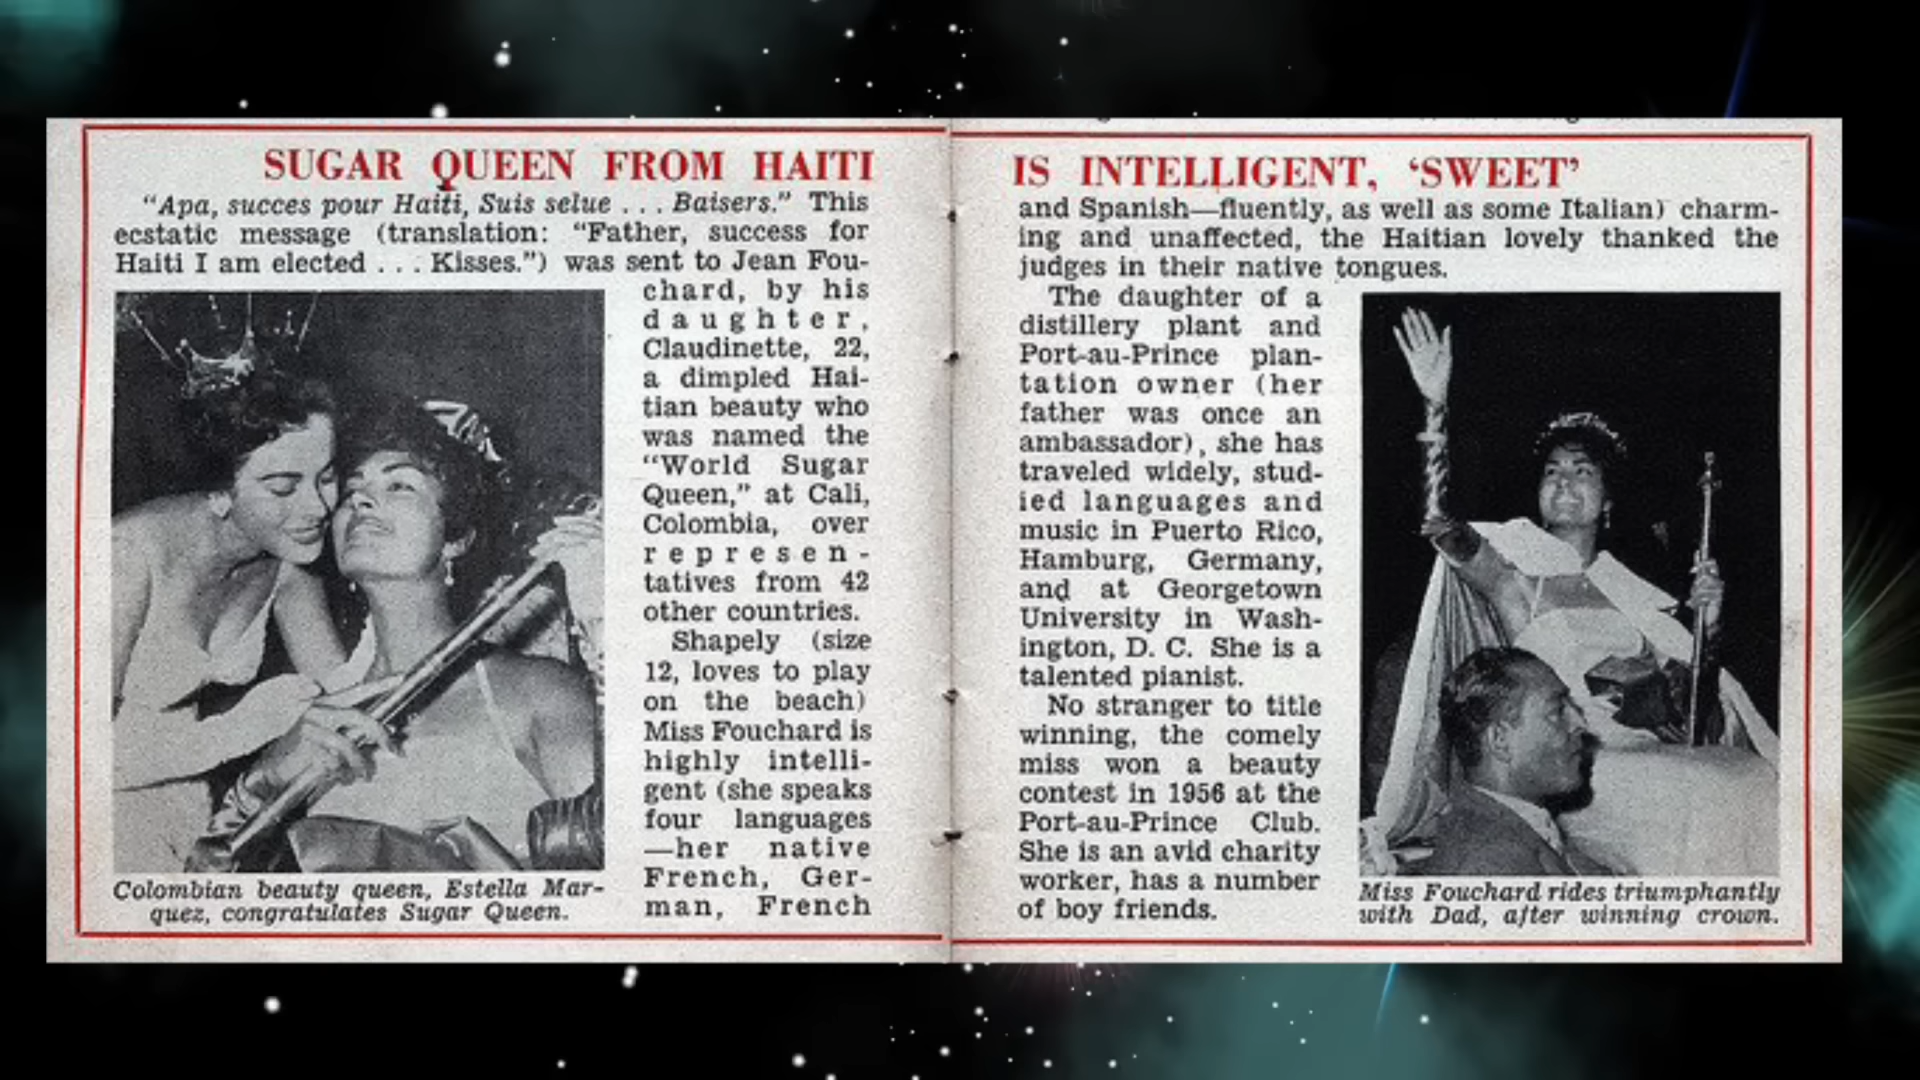 SUGAR QUEEN FROM HAITI
"Apa, succes pour Haiti, Suis selue . . . Baisers." This
ecstatic message (translation: "Father, success for
Haiti I am elected . . . Kisses.") was sent to Jean Fou-
chard, by his
daughter,
Claudinette, 22,
a dimpled Hai-
tian beauty who
was named the
"World Sugar
Queen," at Cali,
Colombia, over
represen-
tatives from 42
other countries.
Shapely (size
12, loves to play
on the beach)
Miss Fouchard is
highly intelli-
gent (she speaks
four languages
—her native
French, Ger-
man, French
Colombian beauty queen, Estella Mar-
quez, congratulates Sugar Queen.
IS INTELLIGENT, ‘SWEET’
and Spanish—fluently, as well as some Italian) charm-
ing and unaffected, the Haitian lovely thanked the
judges in their native tongues.
The daughter of a
distillery plant and
Port-au-Prince plan-
tation owner (her
father was once an
ambassador), she has
traveled widely, stud-
ied languages and
music in Puerto Rico,
Hamburg, Germany,
and at Georgetown
University in Wash-
ington, D. C. She is a
talented pianist.
No stranger to title
winning, the comely
miss won a beauty
contest in 1956 at the
Port-au-Prince Club.
She is an avid charity
worker, has a number
of boy friends.
Miss Fouchard rides triumphantly
with Dad, after winning crown.